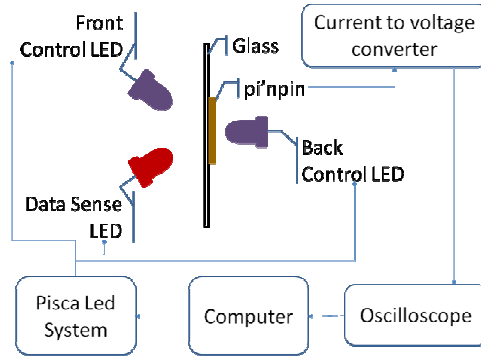 Front
Control LED
Glass
pi'npin
Current to voltage
converter
Back
Control LED
Data Sense
LED
Pisca Led
System
Computer
Oscilloscope